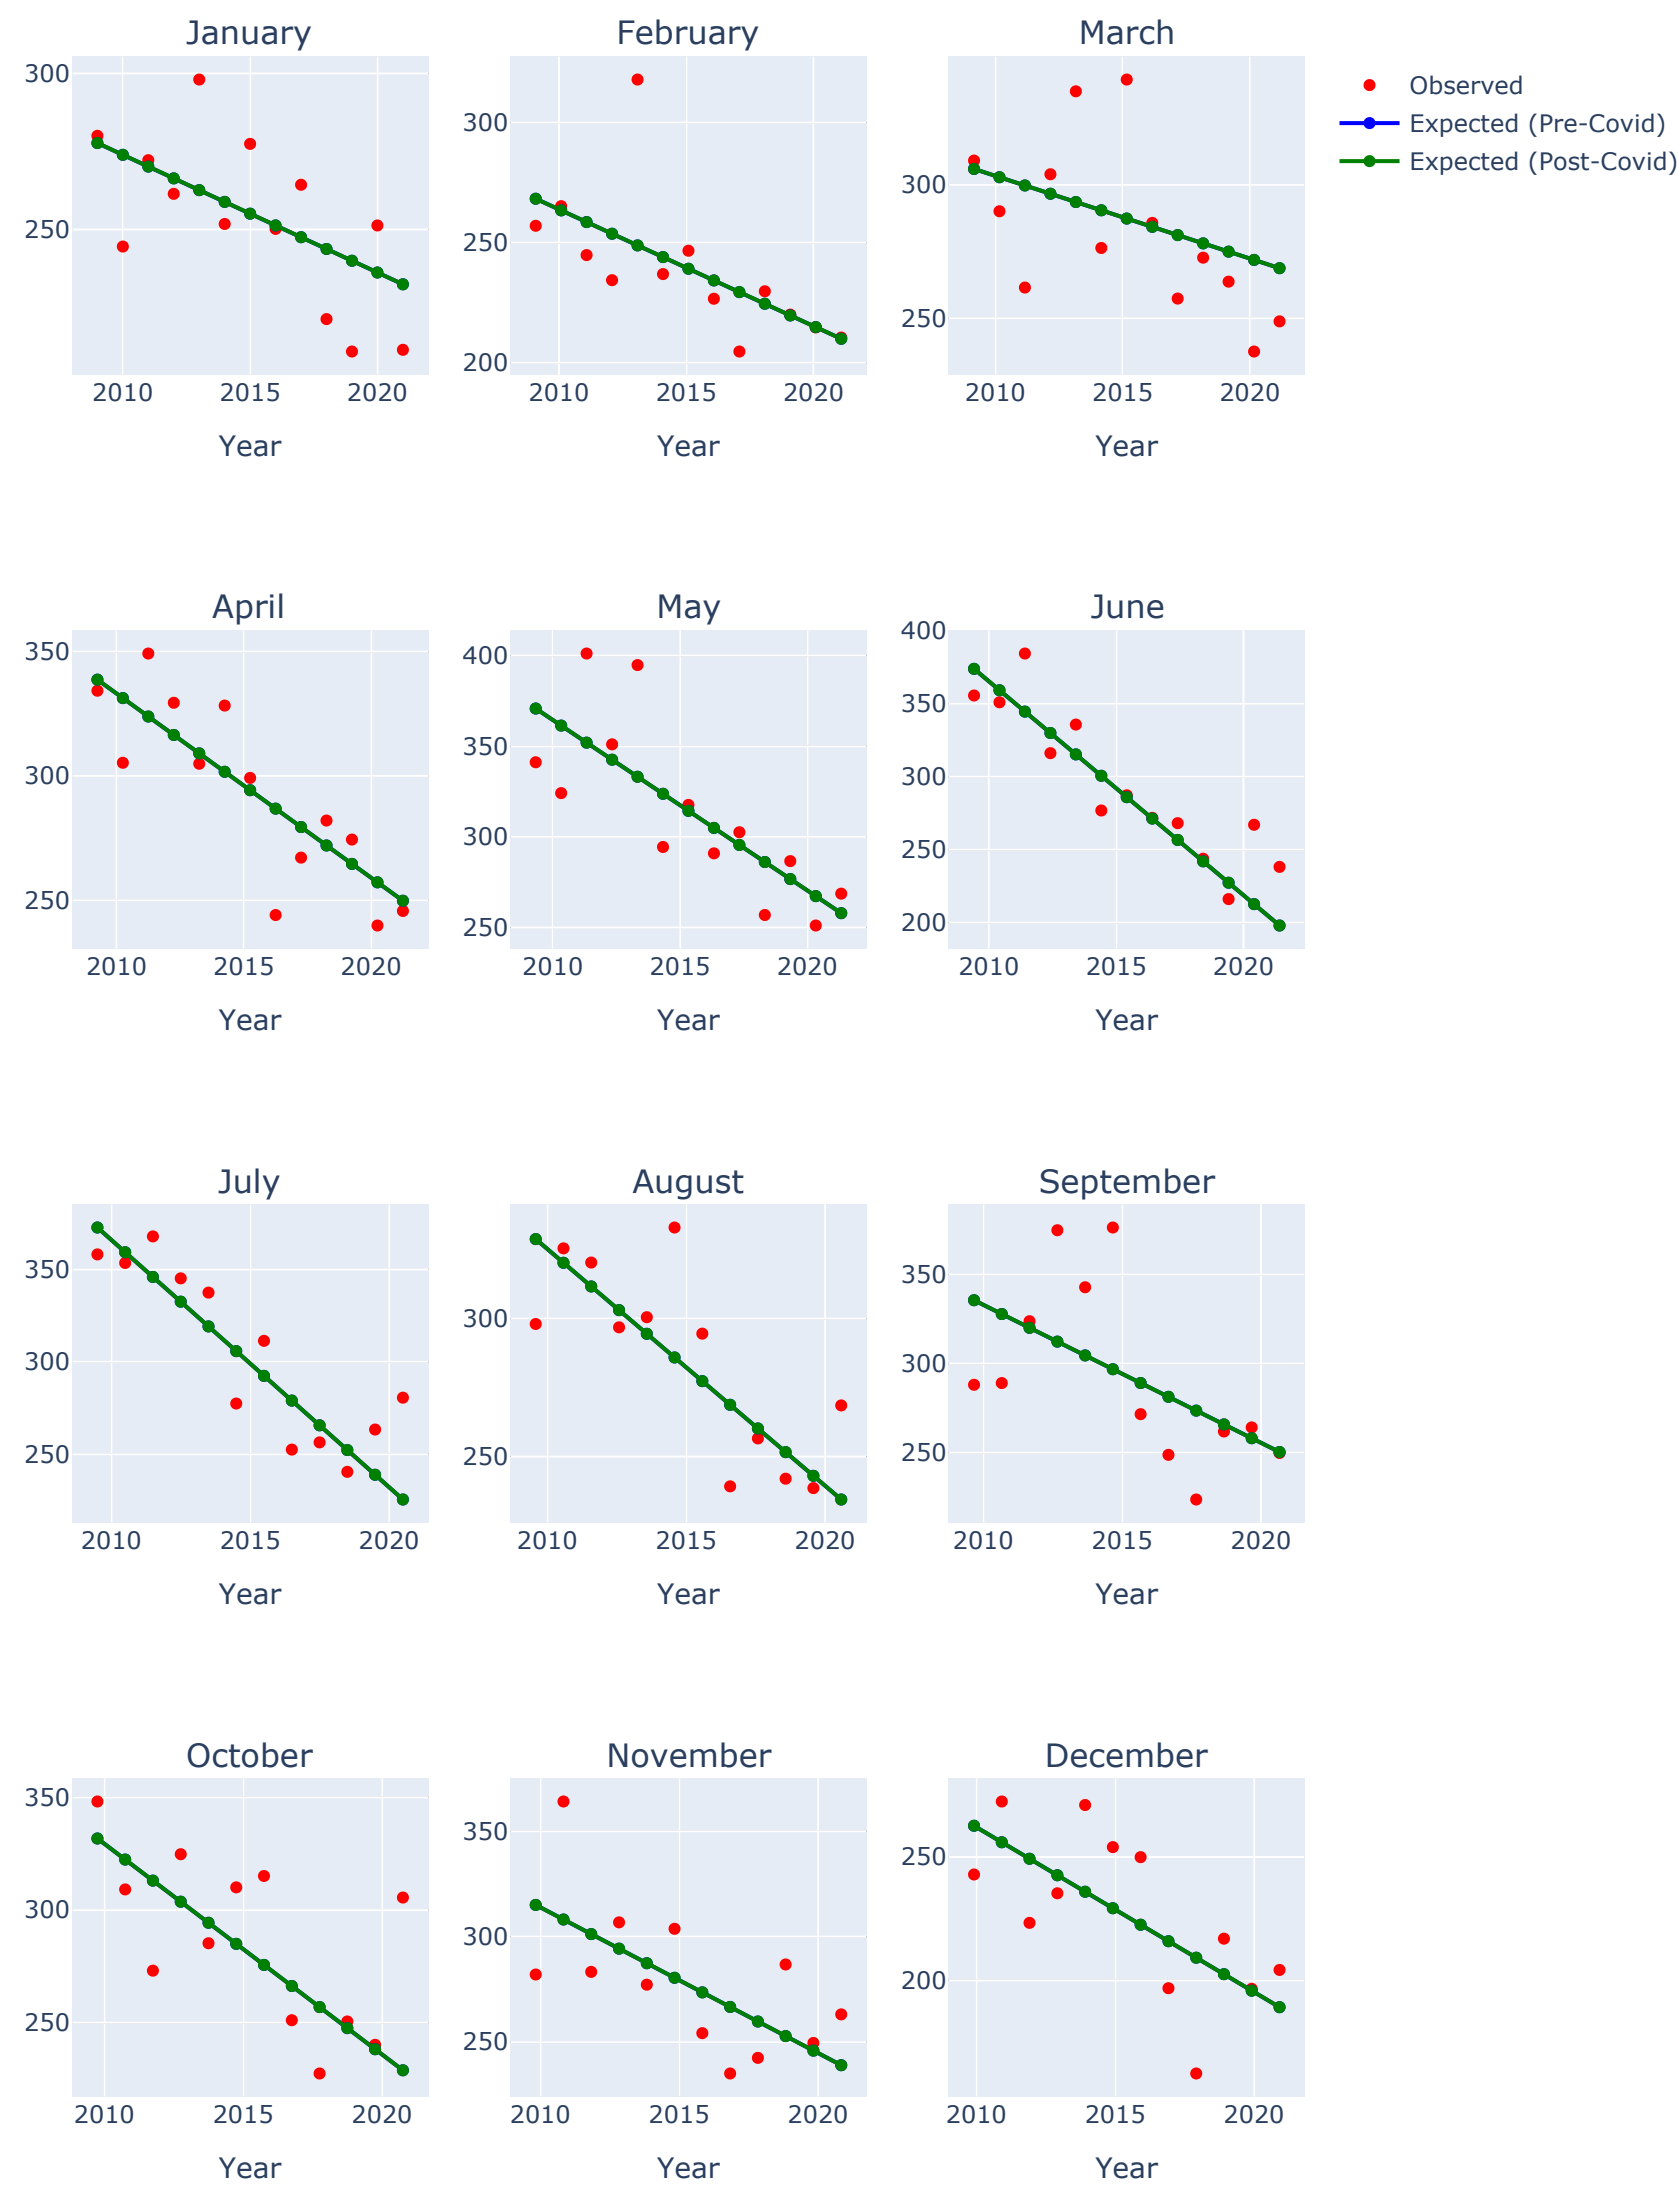 January
February
March
Observed
Expected (Pre-Covid)
Expected (Post-Covid)
300
250
2010
2015
2020
Year
300
250
200
2010
2015
2020
Year
300
250
2010
2015
2020
Year
April
May
June
350
300
250
2010
2015
2020
Year
400
350
300
250
2010
2015
2020
Year
400
350
300
250
200
2010
2015
2020
Year
July
August
September
350
300
250
2010
2015
2020
Year
300
250
2010
2015
2020
Year
350
300
250
2010
2015
2020
Year
October
November
December
350
300
250
2010
2015
2020
Year
350
300
250
2010
2015
2020
Year
250
200
2010
2015
2020
Year